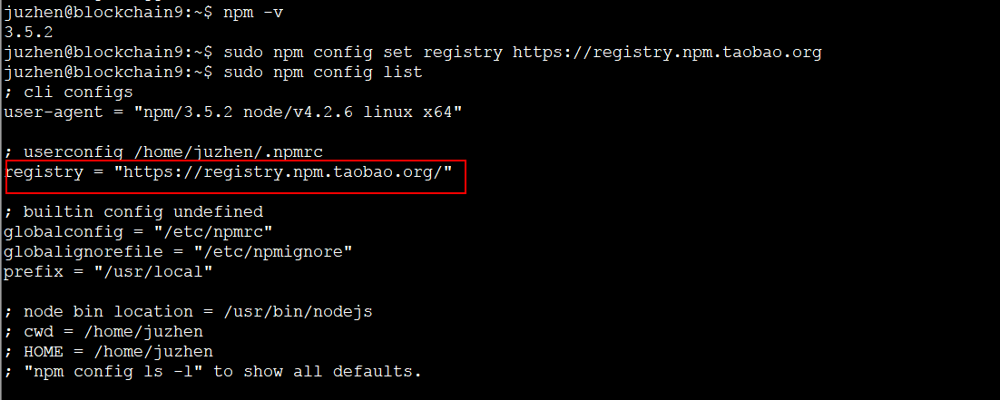 juzhen@blockchain9:~$ npm -v
3.5.2
juzhen@blockchain9:~$ sudo npm config set registry https://registry.npm.taobao.org
juzhen@blockchain9:~$ sudo npm config list
; cli configs
user-agent = "npm/3.5.2 node/v4.2.6 linux x64"
; userconfig /home/juzhen/.npmrc
registry = "https://registry.npm.taobao.org/"
; builtin config undefined
globalconfig = "/etc/npmrc"
globalignorefile = "/etc/npmignore"
prefix = "/usr/local"
; node bin location = /usr/bin/nodejs
; cwd = /home/juzhen
; HOME = /home/juzhen
; "npm config ls -l" to show all defaults.